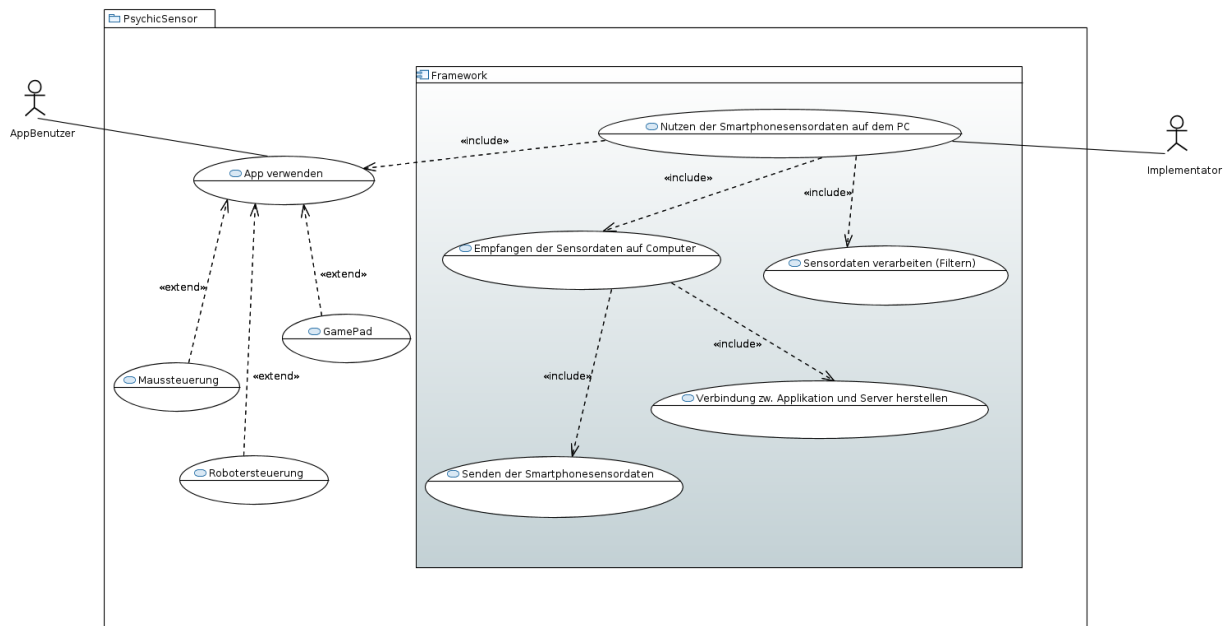 PsychicSensor
Framework
AppBenutzer
Nutzen der Smartphonesensordaten auf dem PC
«include»
Implementator
App verwenden
«include»
«include»
Empfangen der Sensordaten auf Computer
Sensordaten verarbeiten (Filtern)
«extend»
«extend»
GamePad
«include»
Maussteuerung
«extend»
«include»
Verbindung zw. Applikation und Server herstellen
Robotersteuerung
Senden der Smartphonesensordaten